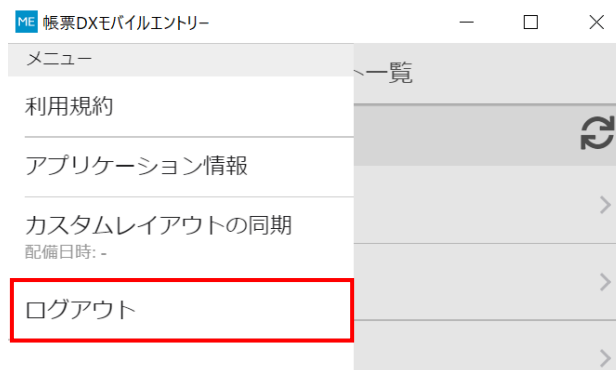 ME 帳票DXモバイルエントリー
メニュー
ト一覧
利用規約
アプリケーション情報
カスタムレイアウトの同期
配備日時: -
ログアウト